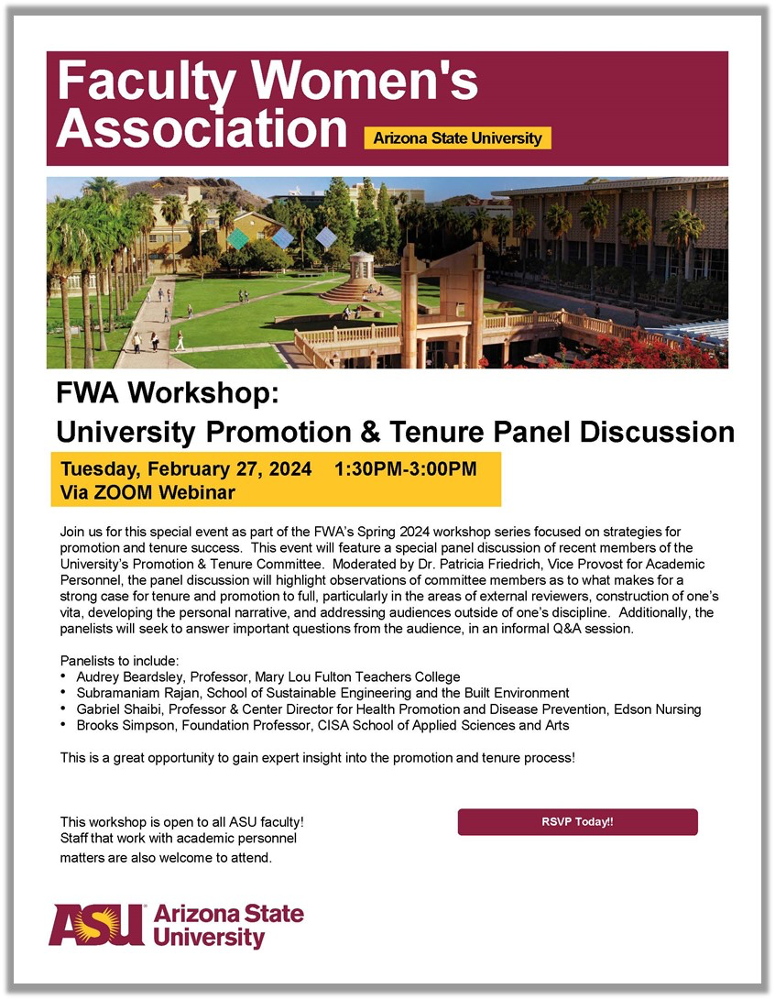 Faculty Women's
Association
Arizona State University
FWA Workshop:
University Promotion & Tenure Panel Discussion
Tuesday, February 27, 2024 1:30PM-3:00PM
Via ZOOM Webinar
Join us for this special event as part of the FWA’s Spring 2024 workshop series focused on strategies for
promotion and tenure success. This event will feature a special panel discussion of recent members of the
University’s Promotion & Tenure Committee. Moderated by Dr. Patricia Friedrich, Vice Provost for Academic
Personnel, the panel discussion will highlight observations of committee members as to what makes for a
strong case for tenure and promotion to full, particularly in the areas of external reviewers, construction of one’s
vita, developing the personal narrative, and addressing audiences outside of one’s discipline. Additionally, the
panelists will seek to answer important questions from the audience, in an informal Q&A session.
Panelists to include:
• Audrey Beardsley, Professor, Mary Lou Fulton Teachers College
• Subramaniam Rajan, School of Sustainable Engineering and the Built Environment
• Gabriel Shaibi, Professor & Center Director for Health Promotion and Disease Prevention, Edson Nursing
• Brooks Simpson, Foundation Professor, CISA School of Applied Sciences and Arts
This is a great opportunity to gain expert insight into the promotion and tenure process!
This workshop is open to all ASU faculty!
Staff that work with academic personnel
matters are also welcome to attend.
RSVP Today!!
ASU® Arizona State
University